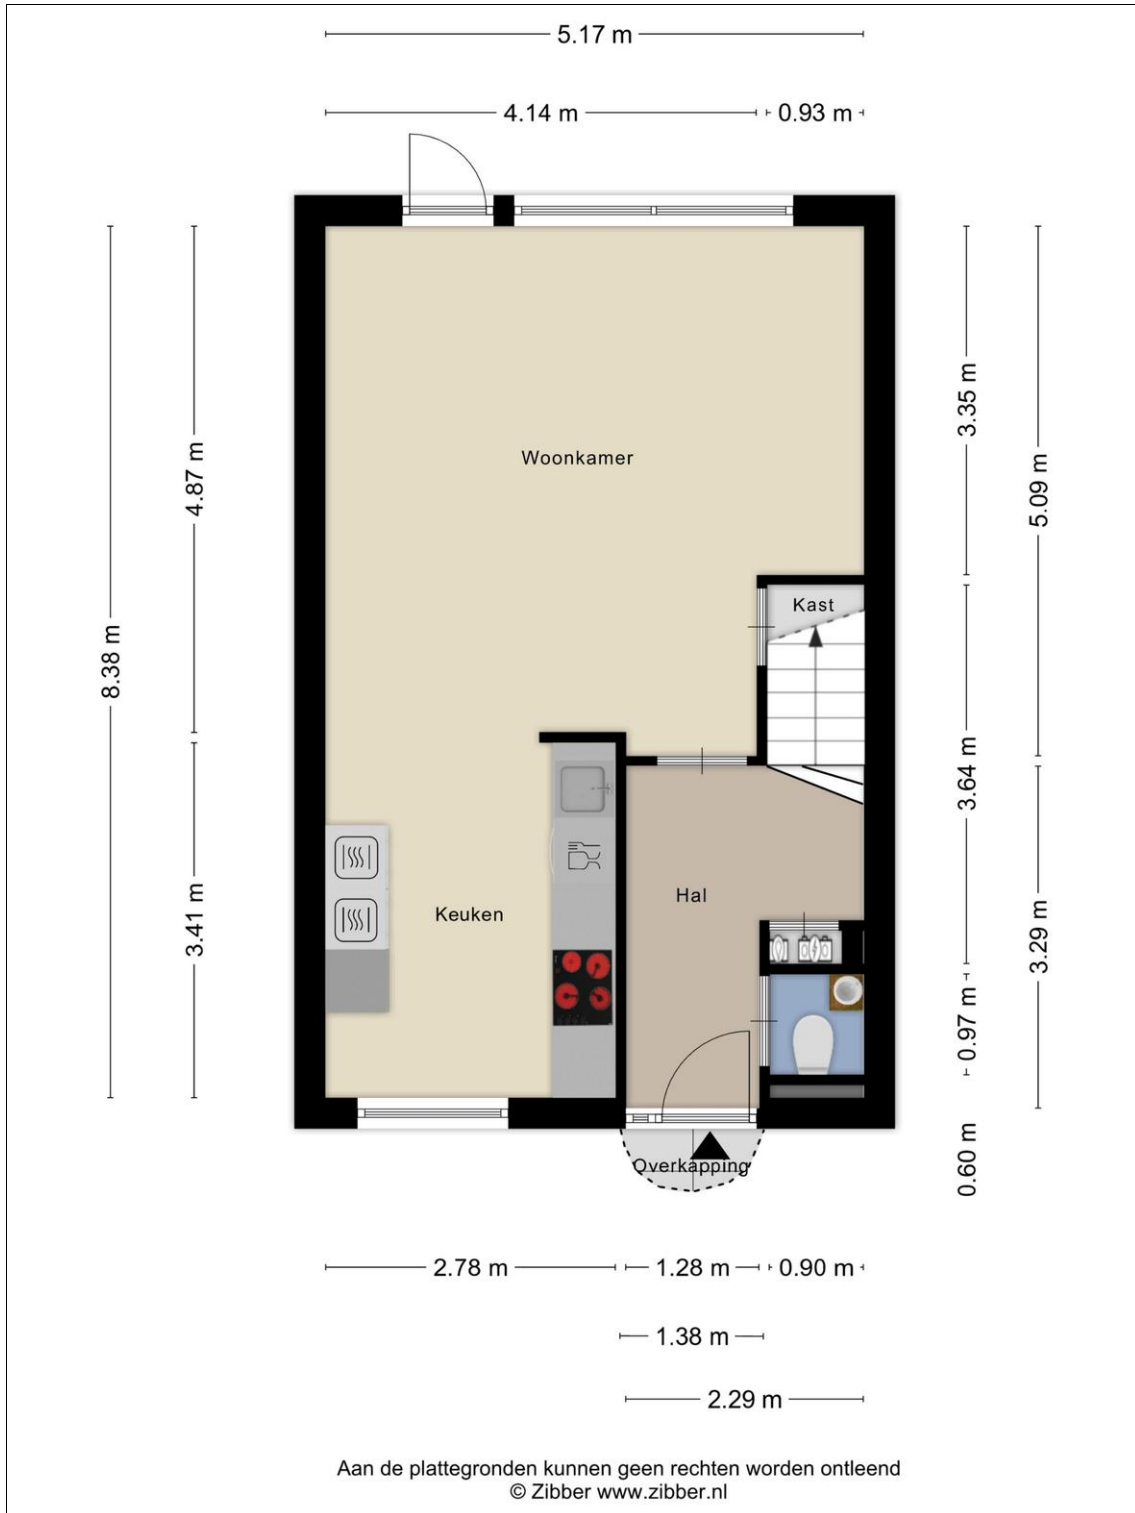 5.17 m
4.14 m
0.93 m
Woonkamer
3.35 m
4.87 m
5.09 m
Kast
8.38 m
3.64 m
Hal
Keuken
3.41 m
3.29 m
0.97 m
0.60 m
Overkapping
2.78 m
1.28 m
0.90 m
1.38 m
2.29 m
Aan de plattegronden kunnen geen rechten worden ontleend
© Zibber www.zibber.nl